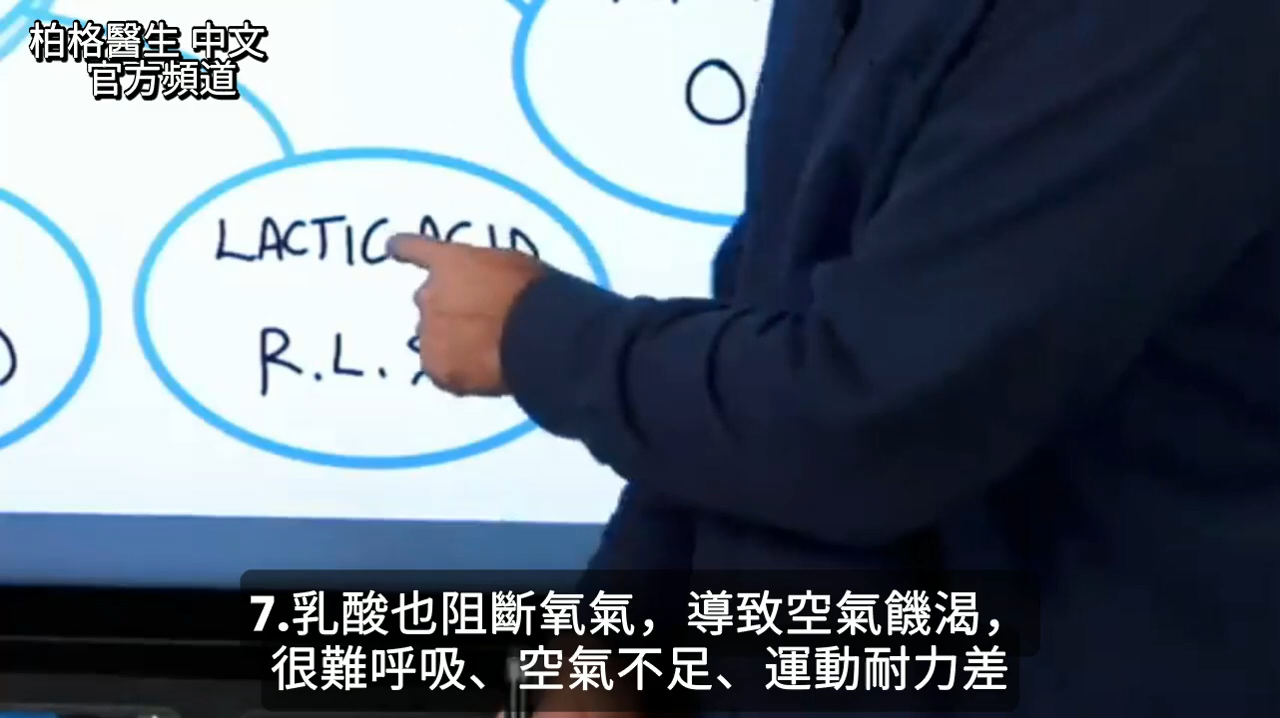 柏格醫生 中文
官方頻道
O
LACTIC ACID
R.L.S
7.乳酸也阻斷氧氣，導致空氣饑渴，
很難呼吸、空氣不足、運動耐力差